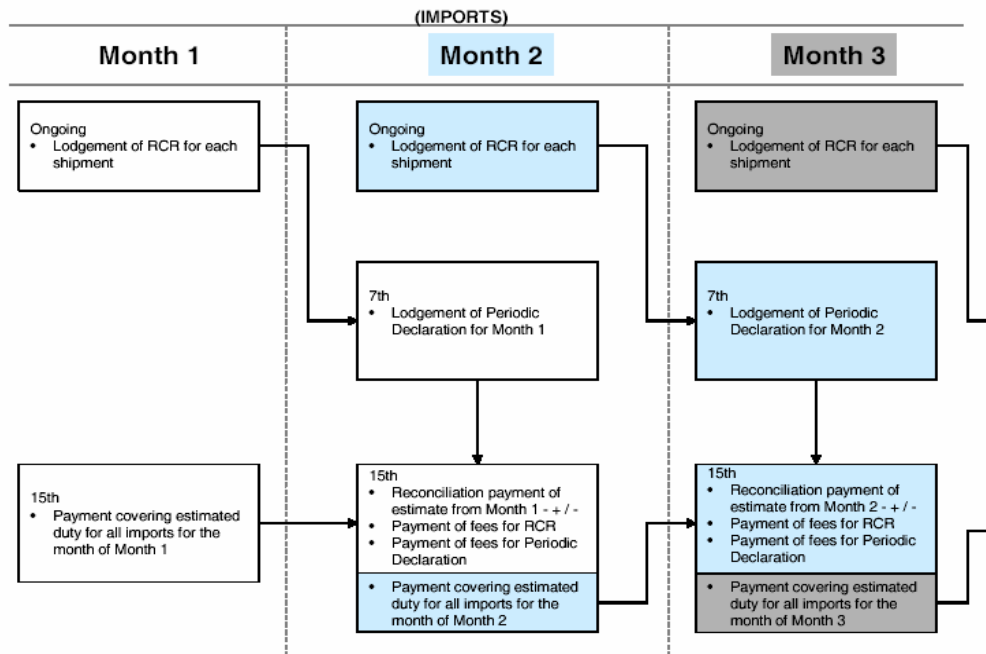 (IMPORTS)
Month 1
Month 2
Month 3
Ongoing
• Lodgement of RCR for each
shipment
Ongoing
• Lodgement of RCR for each
shipment
Ongoing
• Lodgement of RCR for each
shipment
7th
• Lodgement of Periodic
Declaration for Month 1
7th
• Lodgement of Periodic
Declaration for Month 2
15th
• Payment covering estimated
duty for all imports for the
month of Month 1
15th
• Reconciliation payment of
estimate from Month 1 - + / -
• Payment of fees for RCR
• Payment of fees for Periodic
Declaration
• Payment covering estimated
duty for all imports for the
month of Month 2
15th
• Reconciliation payment of
estimate from Month 2 - + / -
• Payment of fees for RCR
• Payment of fees for Periodic
Declaration
• Payment covering estimated
duty for all imports for the
month of Month 3